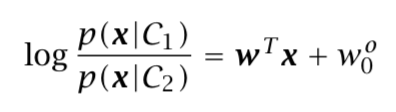 log p(x|C₁) / p(x|C₂) = wᵀx + w₀ᵒ